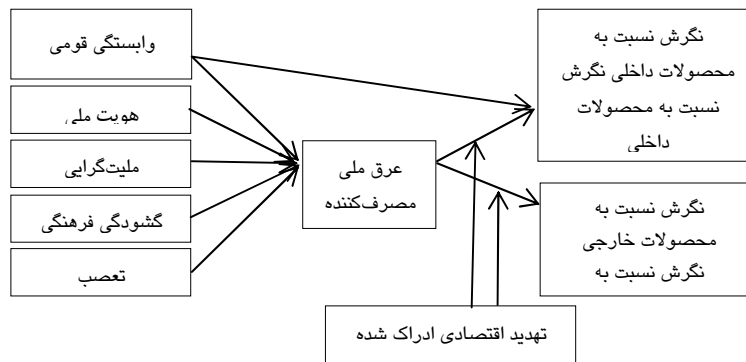 وابستگی قومی
هویت ملی
ملیت‌گرایی
گشودگی فرهنگی
تعصب
عرق ملی
مصرف‌کننده
نگرش نسبت به
محصولات داخلی نگرش
نسبت به محصولات
داخلی
نگرش نسبت به
محصولات خارجی
نگرش نسبت به
تهدید اقتصادی ادراک شده